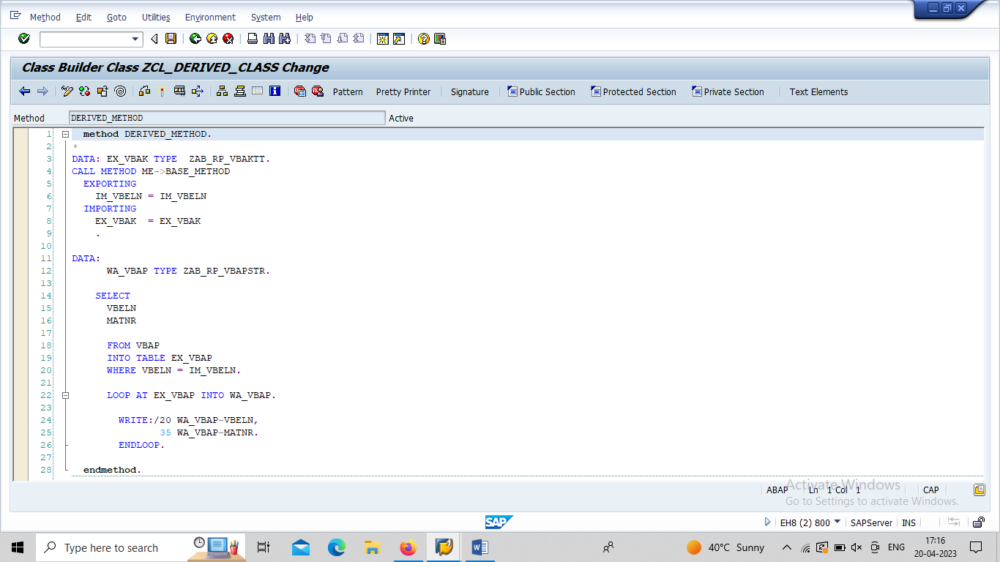 Method Edit Goto Utilities Environment System Help
Class Builder Class ZCL_DERIVED_CLASS Change
Pattern Pretty Printer Signature Public Section Protected Section Private Section Text Elements
Method DERIVED_METHOD Active
1 method DERIVED_METHOD.
2 *
3 DATA: EX_VBAK TYPE  ZAB_RP_VBAKTT.
4 CALL METHOD ME->BASE_METHOD
5 EXPORTING
6 IM_VBELN = IM_VBELN
7 IMPORTING
8 EX_VBAK  = EX_VBAK
9 .
10
11 DATA:
12 WA_VBAP TYPE ZAB_RP_VBAPSTR.
13
14 SELECT
15 VBELN
16 MATNR
17
18 FROM VBAP
19 INTO TABLE EX_VBAP
20 WHERE VBELN = IM_VBELN.
21
22 LOOP AT EX_VBAP INTO WA_VBAP.
23
24 WRITE:/20 WA_VBAP-VBELN,
25 35 WA_VBAP-MATNR.
26 ENDLOOP.
27
28 endmethod.
Activate Windows
ABAP Ln 1 Col 1 CAP
Go to Settings to activate Windows.
SAP EH8 (2) 800 SAPServer INS
Type here to search 40°C Sunny ENG 17:16
20-04-2023